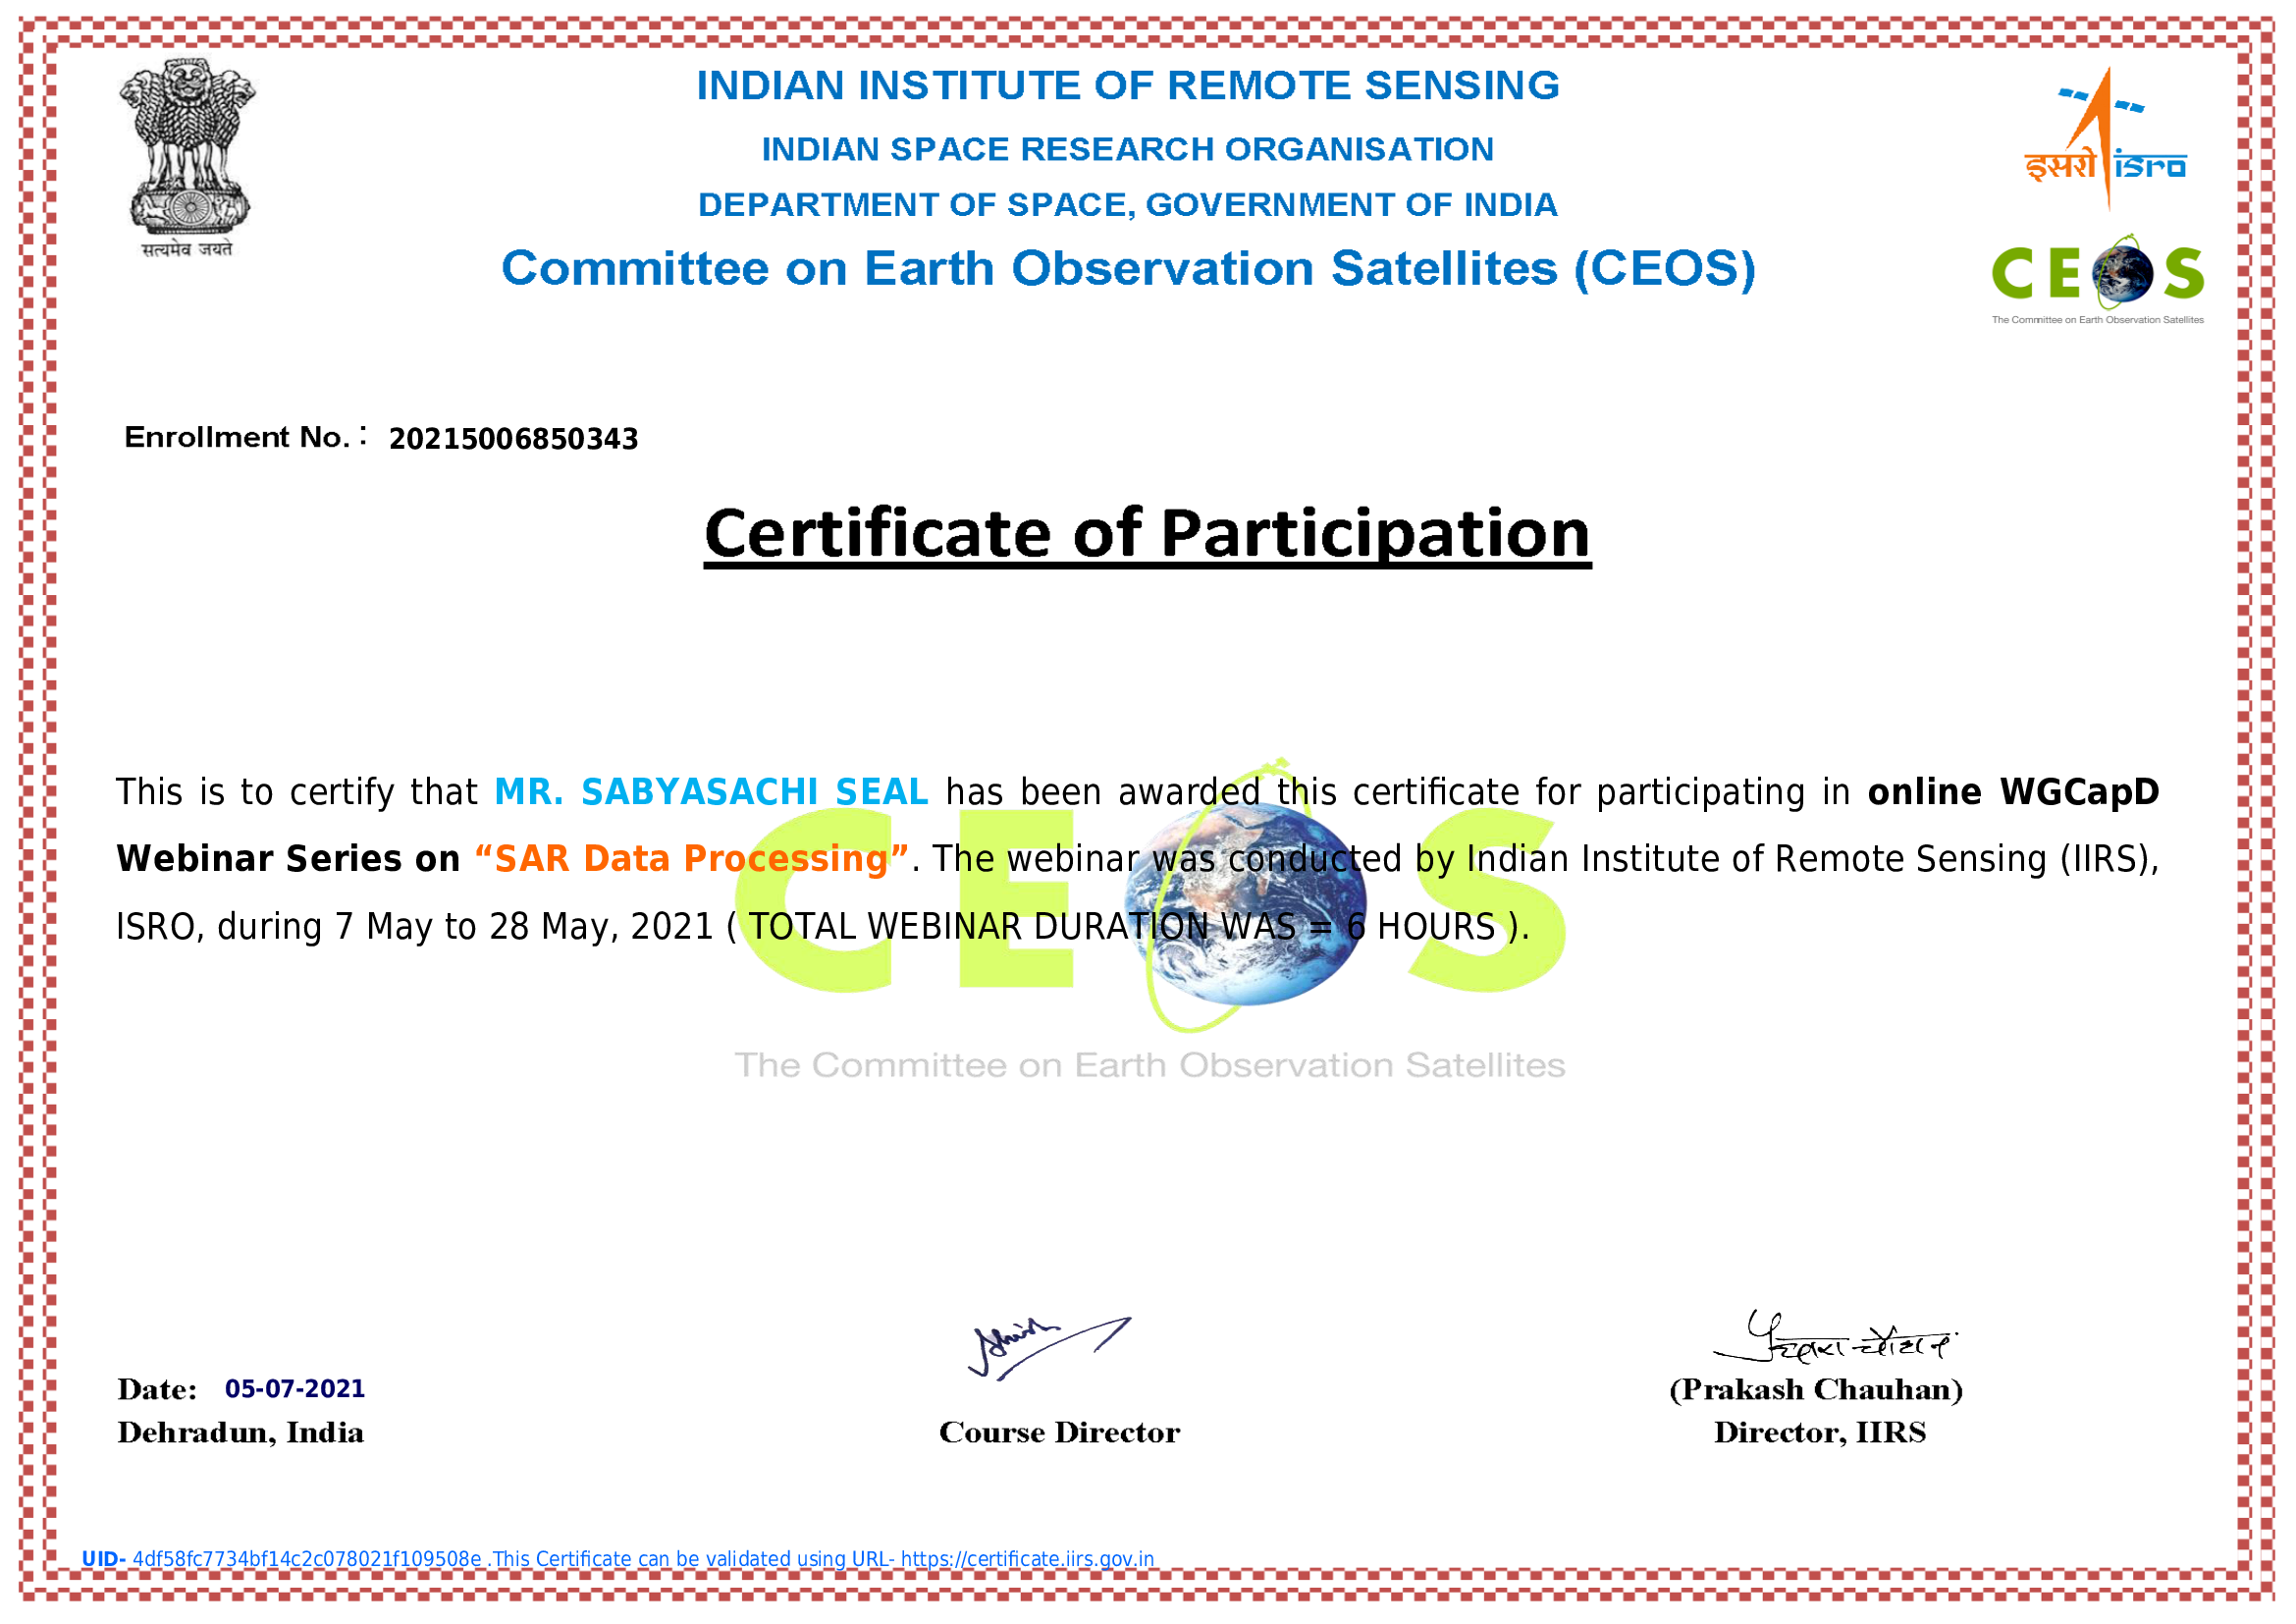 INDIAN INSTITUTE OF REMOTE SENSING
INDIAN SPACE RESEARCH ORGANISATION
DEPARTMENT OF SPACE, GOVERNMENT OF INDIA
Committee on Earth Observation Satellites (CEOS)
सत्यमेव जयते
इसरो isro
CEOS
The Committee on Earth Observation Satellites
Enrollment No. : 20215006850343
Certificate of Participation
This is to certify that MR. SABYASACHI SEAL has been awarded this certificate for participating in online WGCapD
Webinar Series on “SAR Data Processing”. The webinar was conducted by Indian Institute of Remote Sensing (IIRS),
ISRO, during 7 May to 28 May, 2021 ( TOTAL WEBINAR DURATION WAS = 6 HOURS ).
CEOS
The Committee on Earth Observation Satellites
Ashish
प्रकाश चौहान
Date: 05-07-2021
(Prakash Chauhan)
Dehradun, India
Course Director
Director, IIRS
UID- 4df58fc7734bf14c2c078021f109508e .This Certificate can be validated using URL- https://certificate.iirs.gov.in